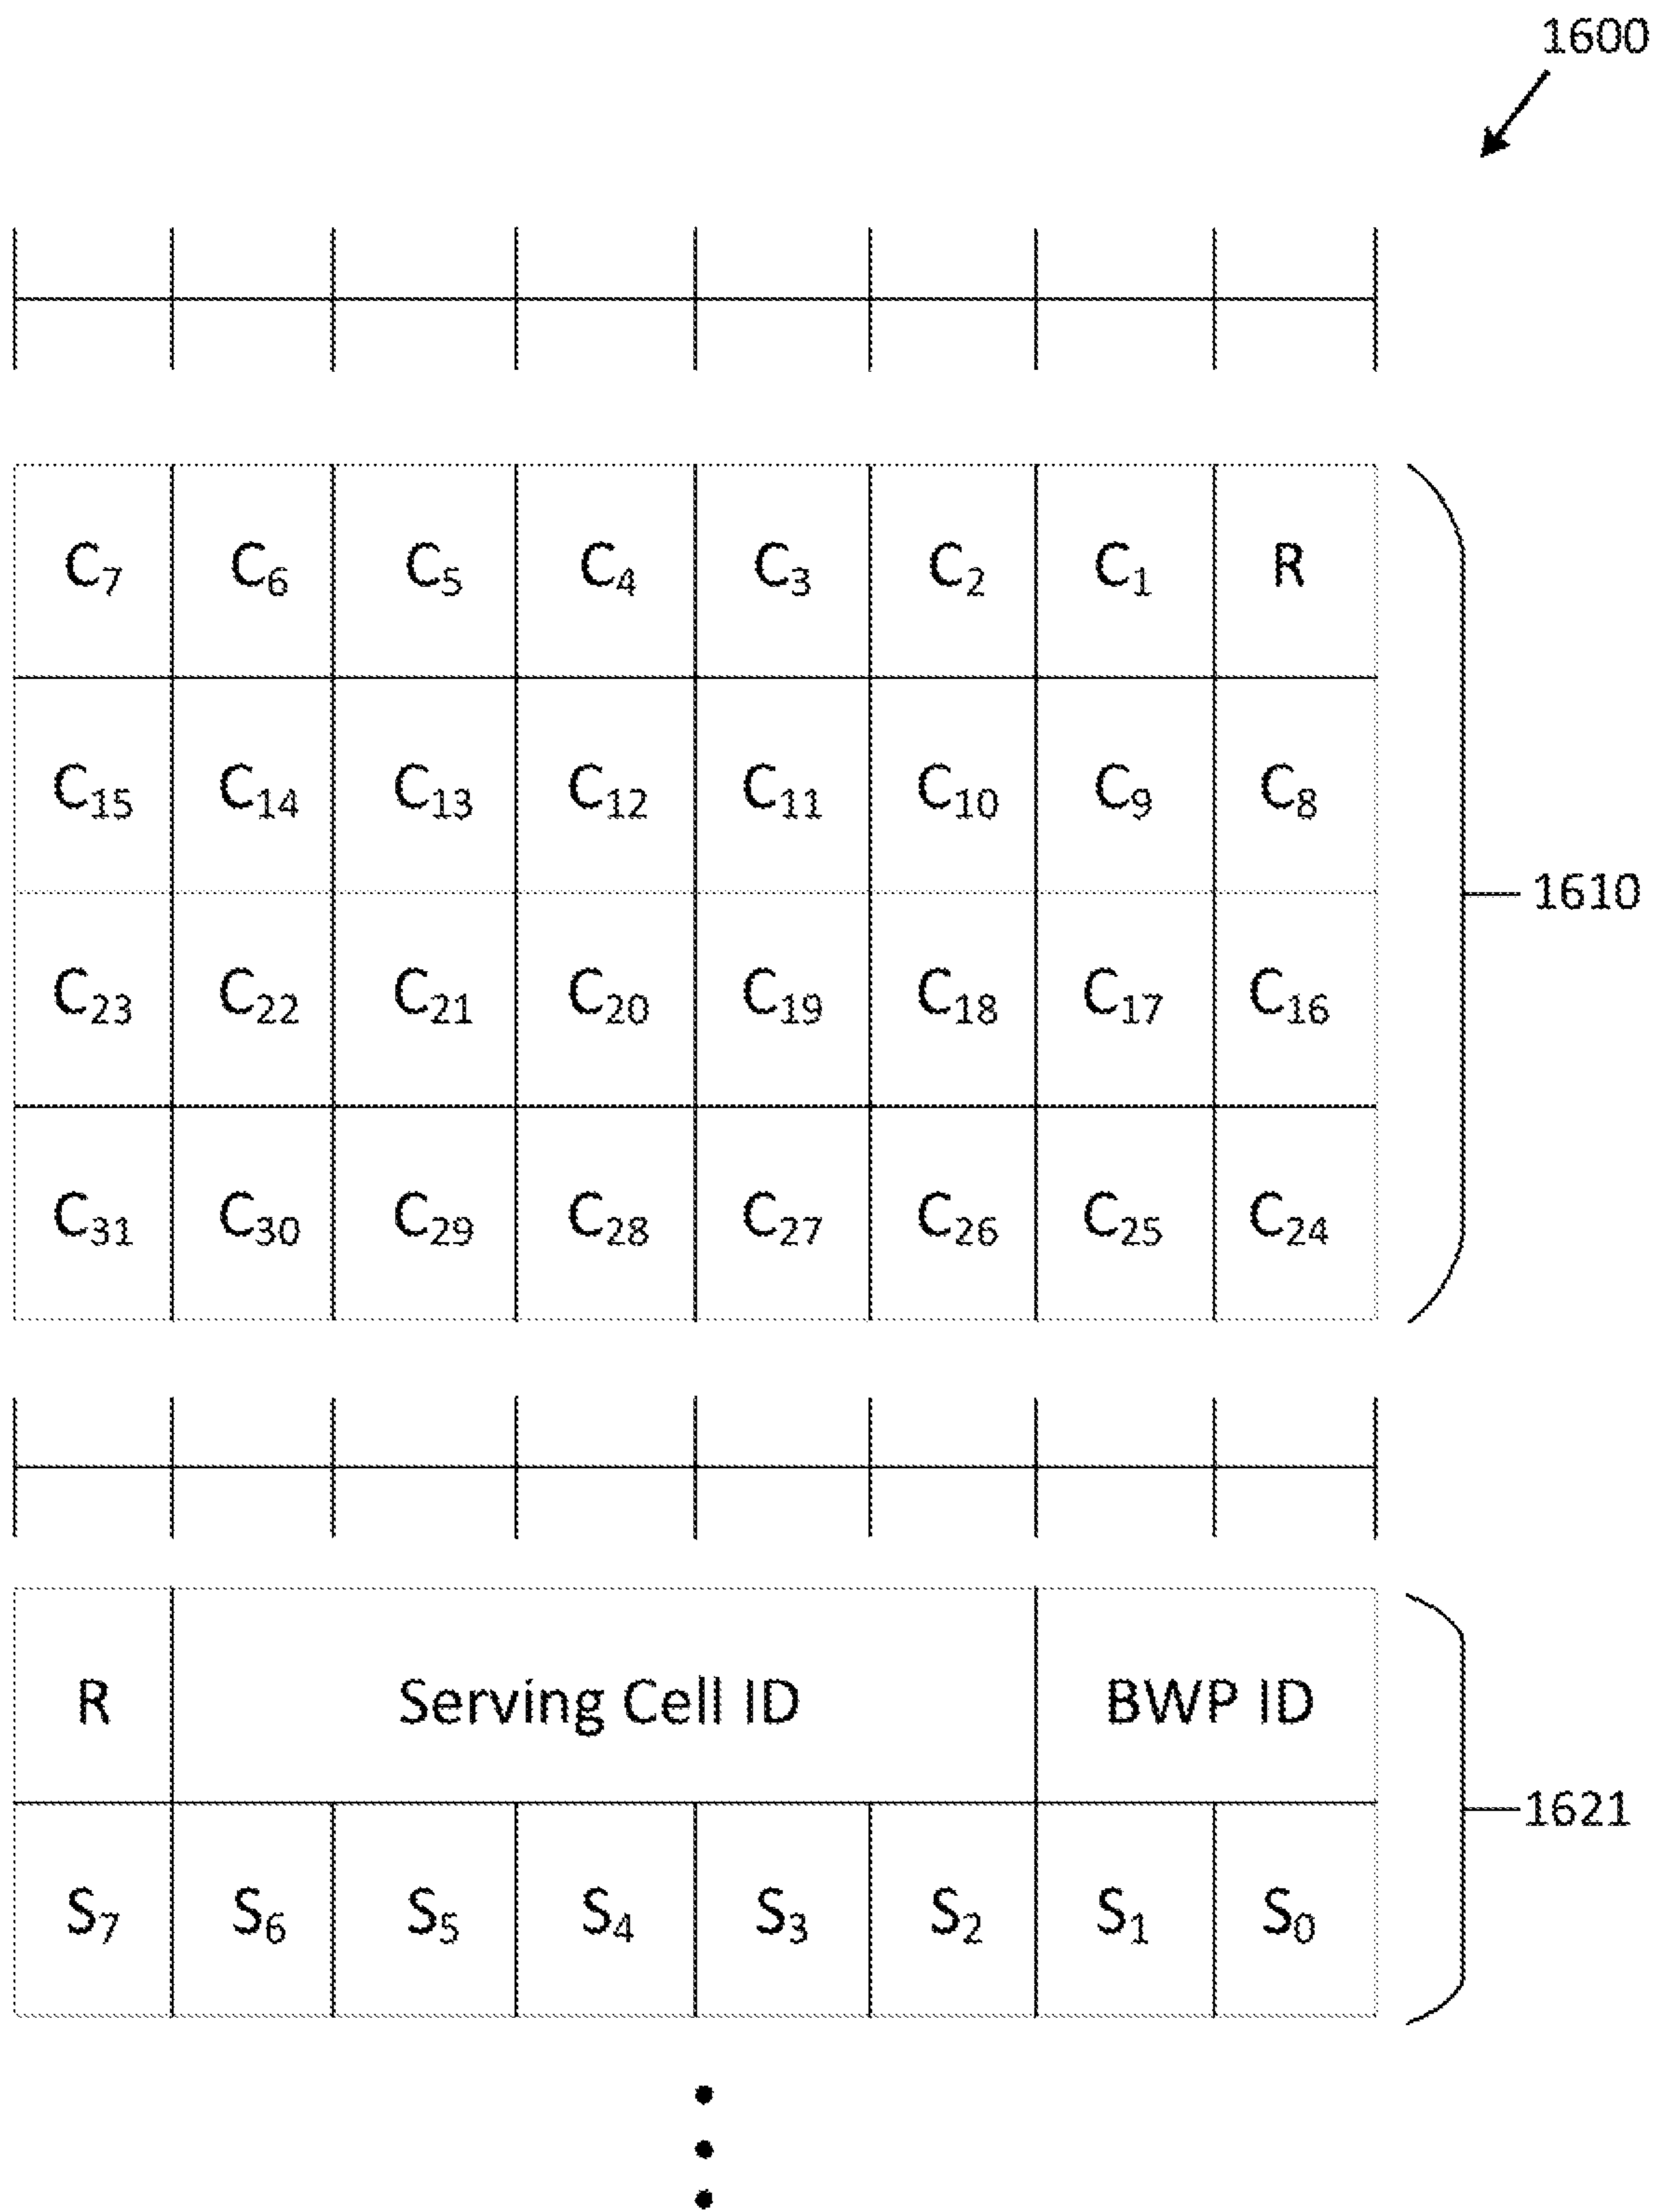 1600
C7 C6 C5 C4 C3 C2 C1 R
C15 C14 C13 C12 C11 C10 C9 C8
1610
C23 C22 C21 C20 C19 C18 C17 C16
C31 C30 C29 C28 C27 C26 C25 C24
R Serving Cell ID BWP ID
1621
S7 S6 S5 S4 S3 S2 S1 S0